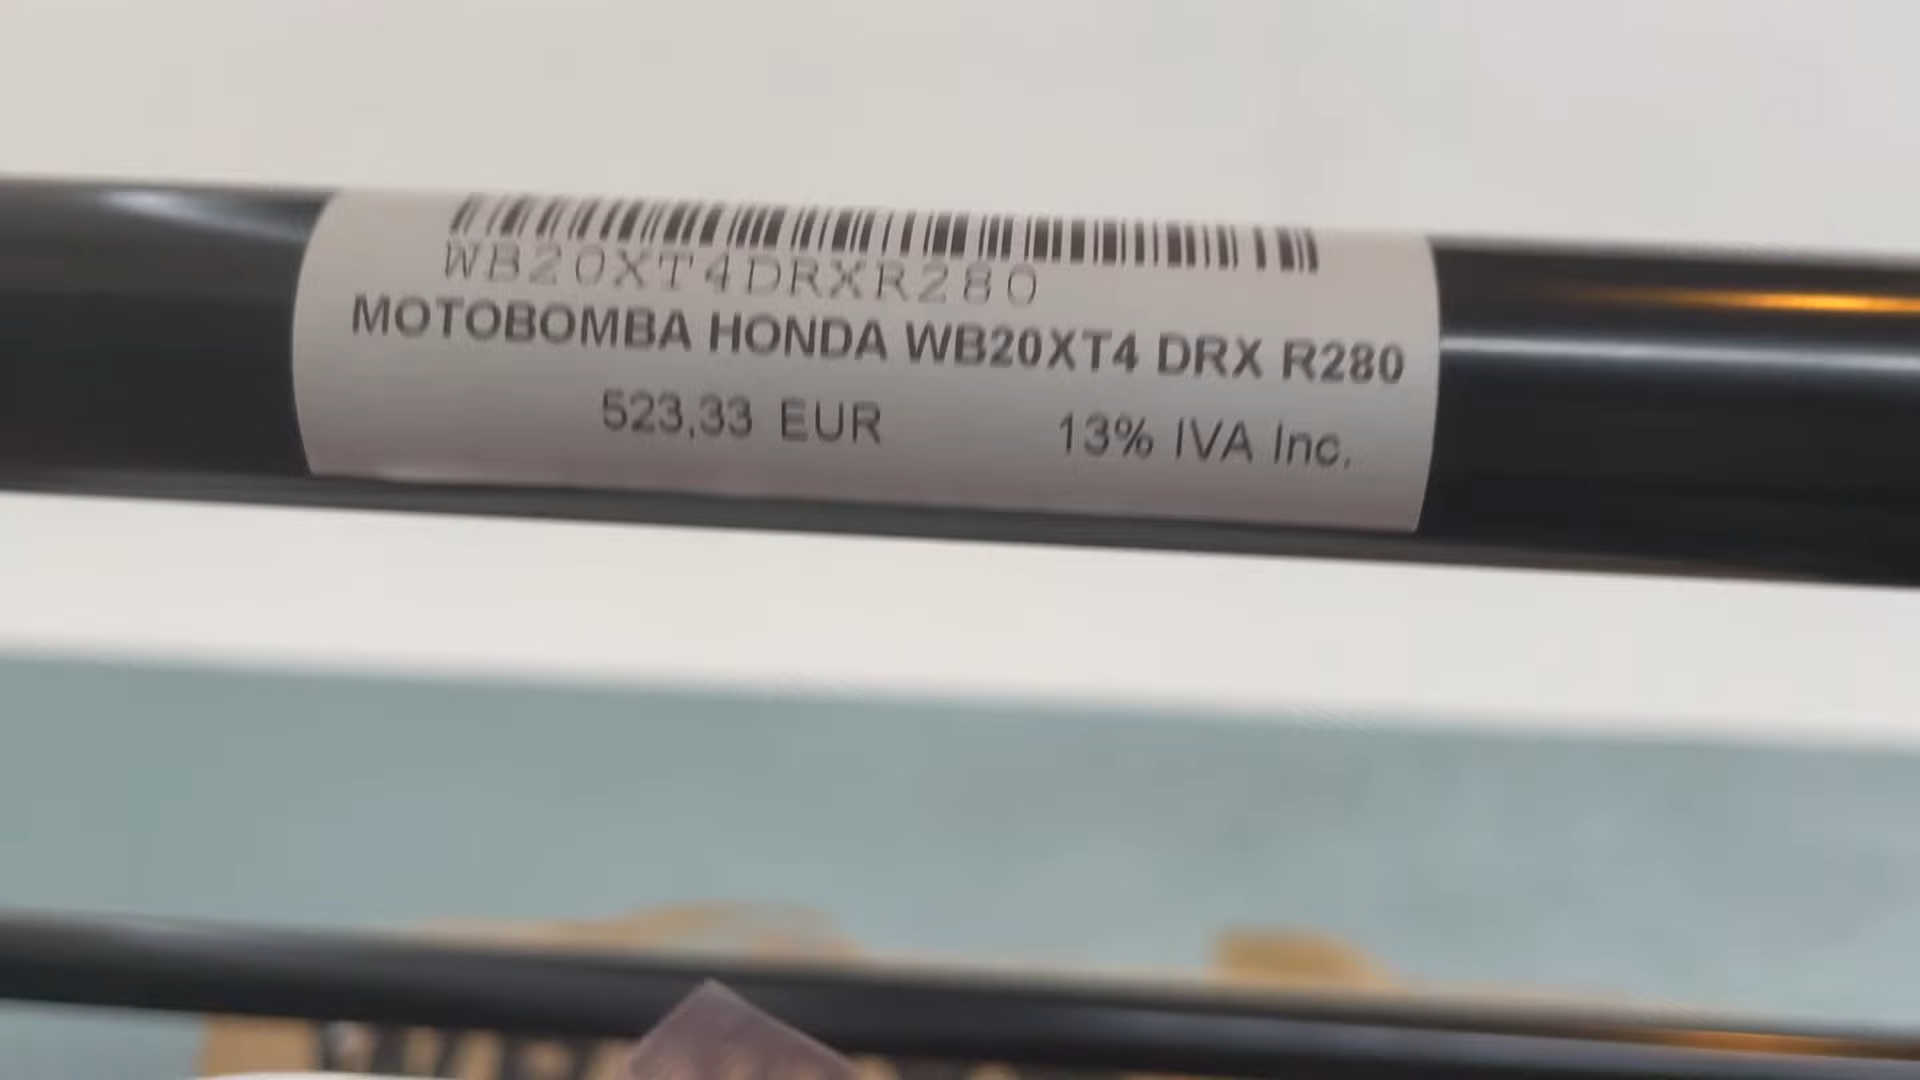 WB20XT4DRXR280
MOTOBOMBA HONDA WB20XT4 DRX R280
523,33 EUR 13% IVA Inc.